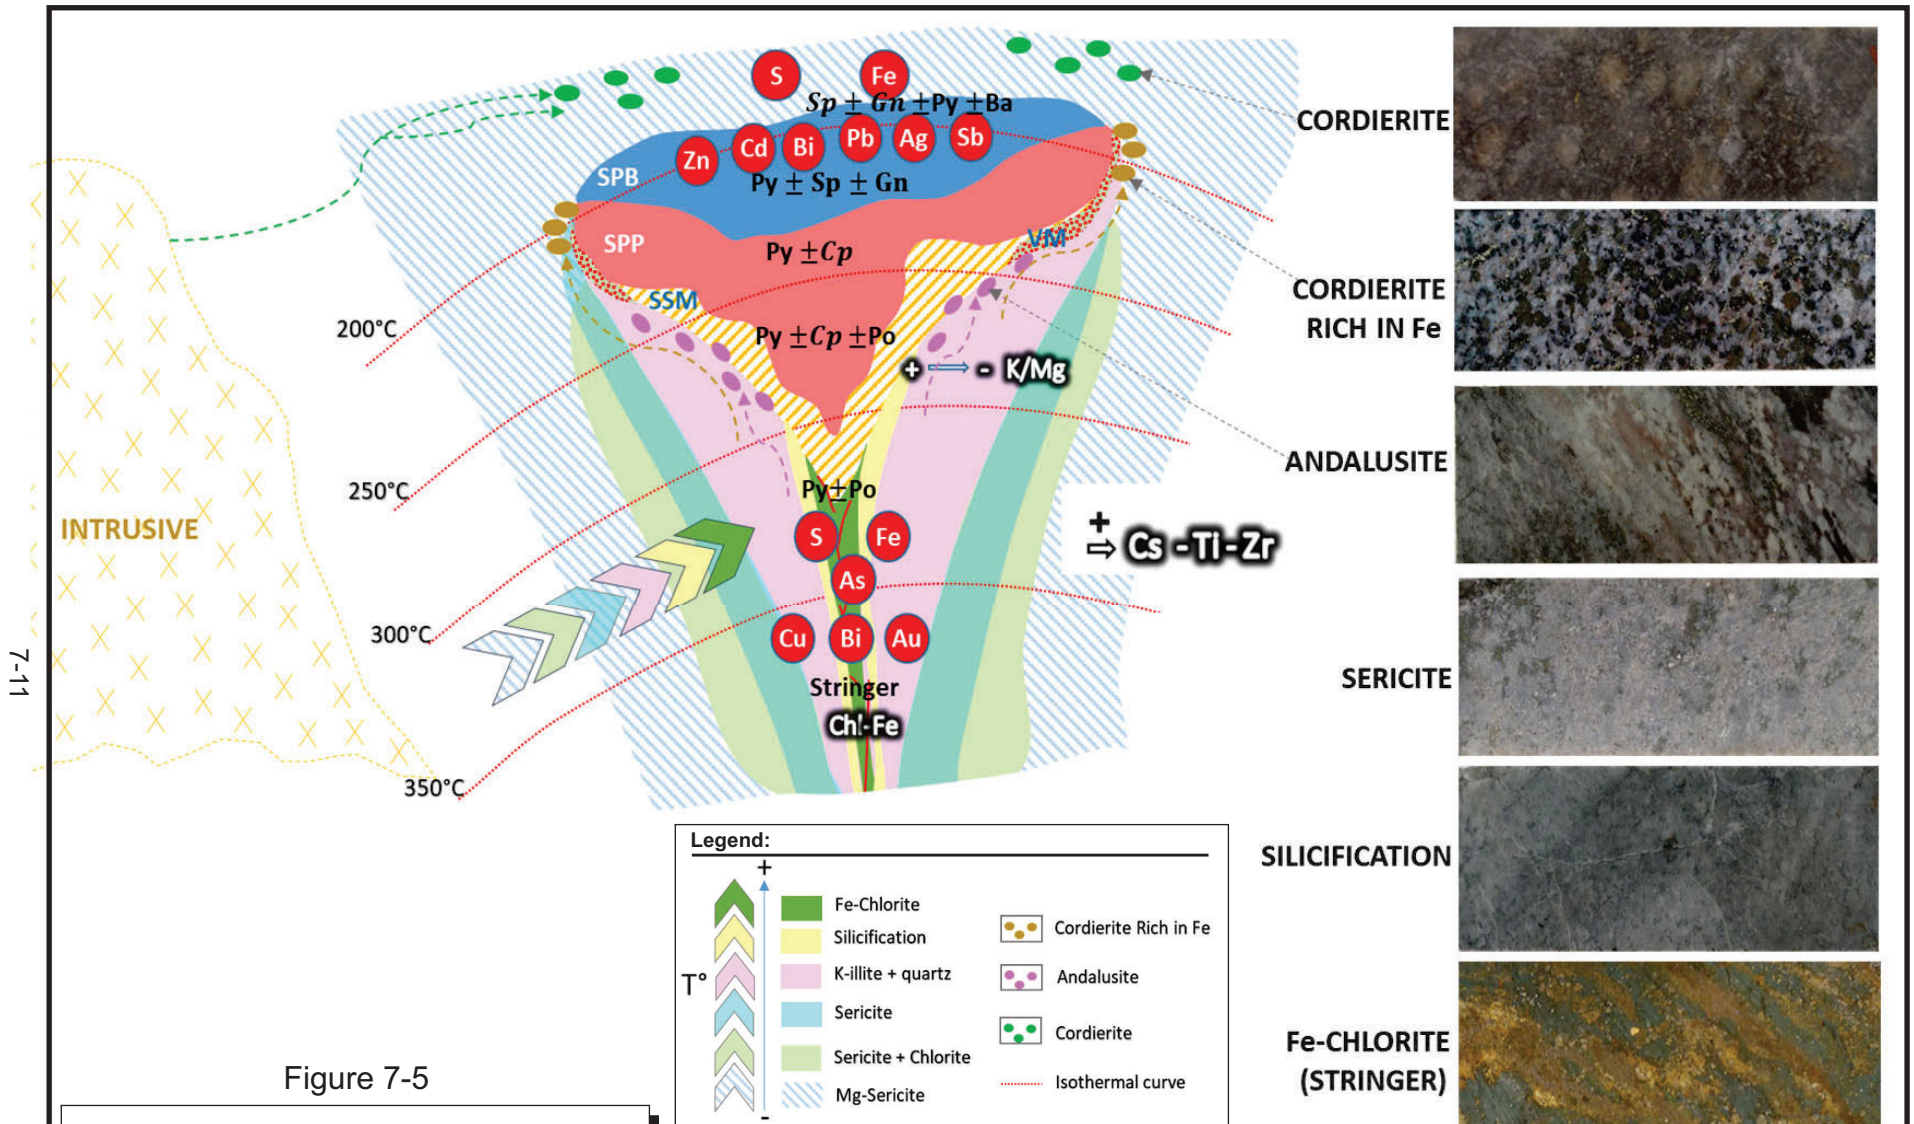 S
Fe
Sp ± Gn ± Py ± Ba
Zn
Cd
Bi
Pb
Ag
Sb
SPB
Py ± Sp ± Gn
SPP
Py ± Cp
VM
SSM
Py ± Cp ± Po
+ - K/Mg
200°C
250°C
300°C
350°C
INTRUSIVE
Py ± Po
S
Fe
As
Cu
Bi
Au
Stringer
Chl-Fe
+
⇨ Cs - Ti - Zr
CORDIERITE
CORDIERITE
RICH IN Fe
ANDALUSITE
SERICITE
SILICIFICATION
Fe-CHLORITE
(STRINGER)
7-11
Legend:
+
T°
-
Fe-Chlorite
Silicification
K-illite + quartz
Sericite
Sericite + Chlorite
Mg-Sericite
Cordierite Rich in Fe
Andalusite
Cordierite
Isothermal curve
Figure 7-5